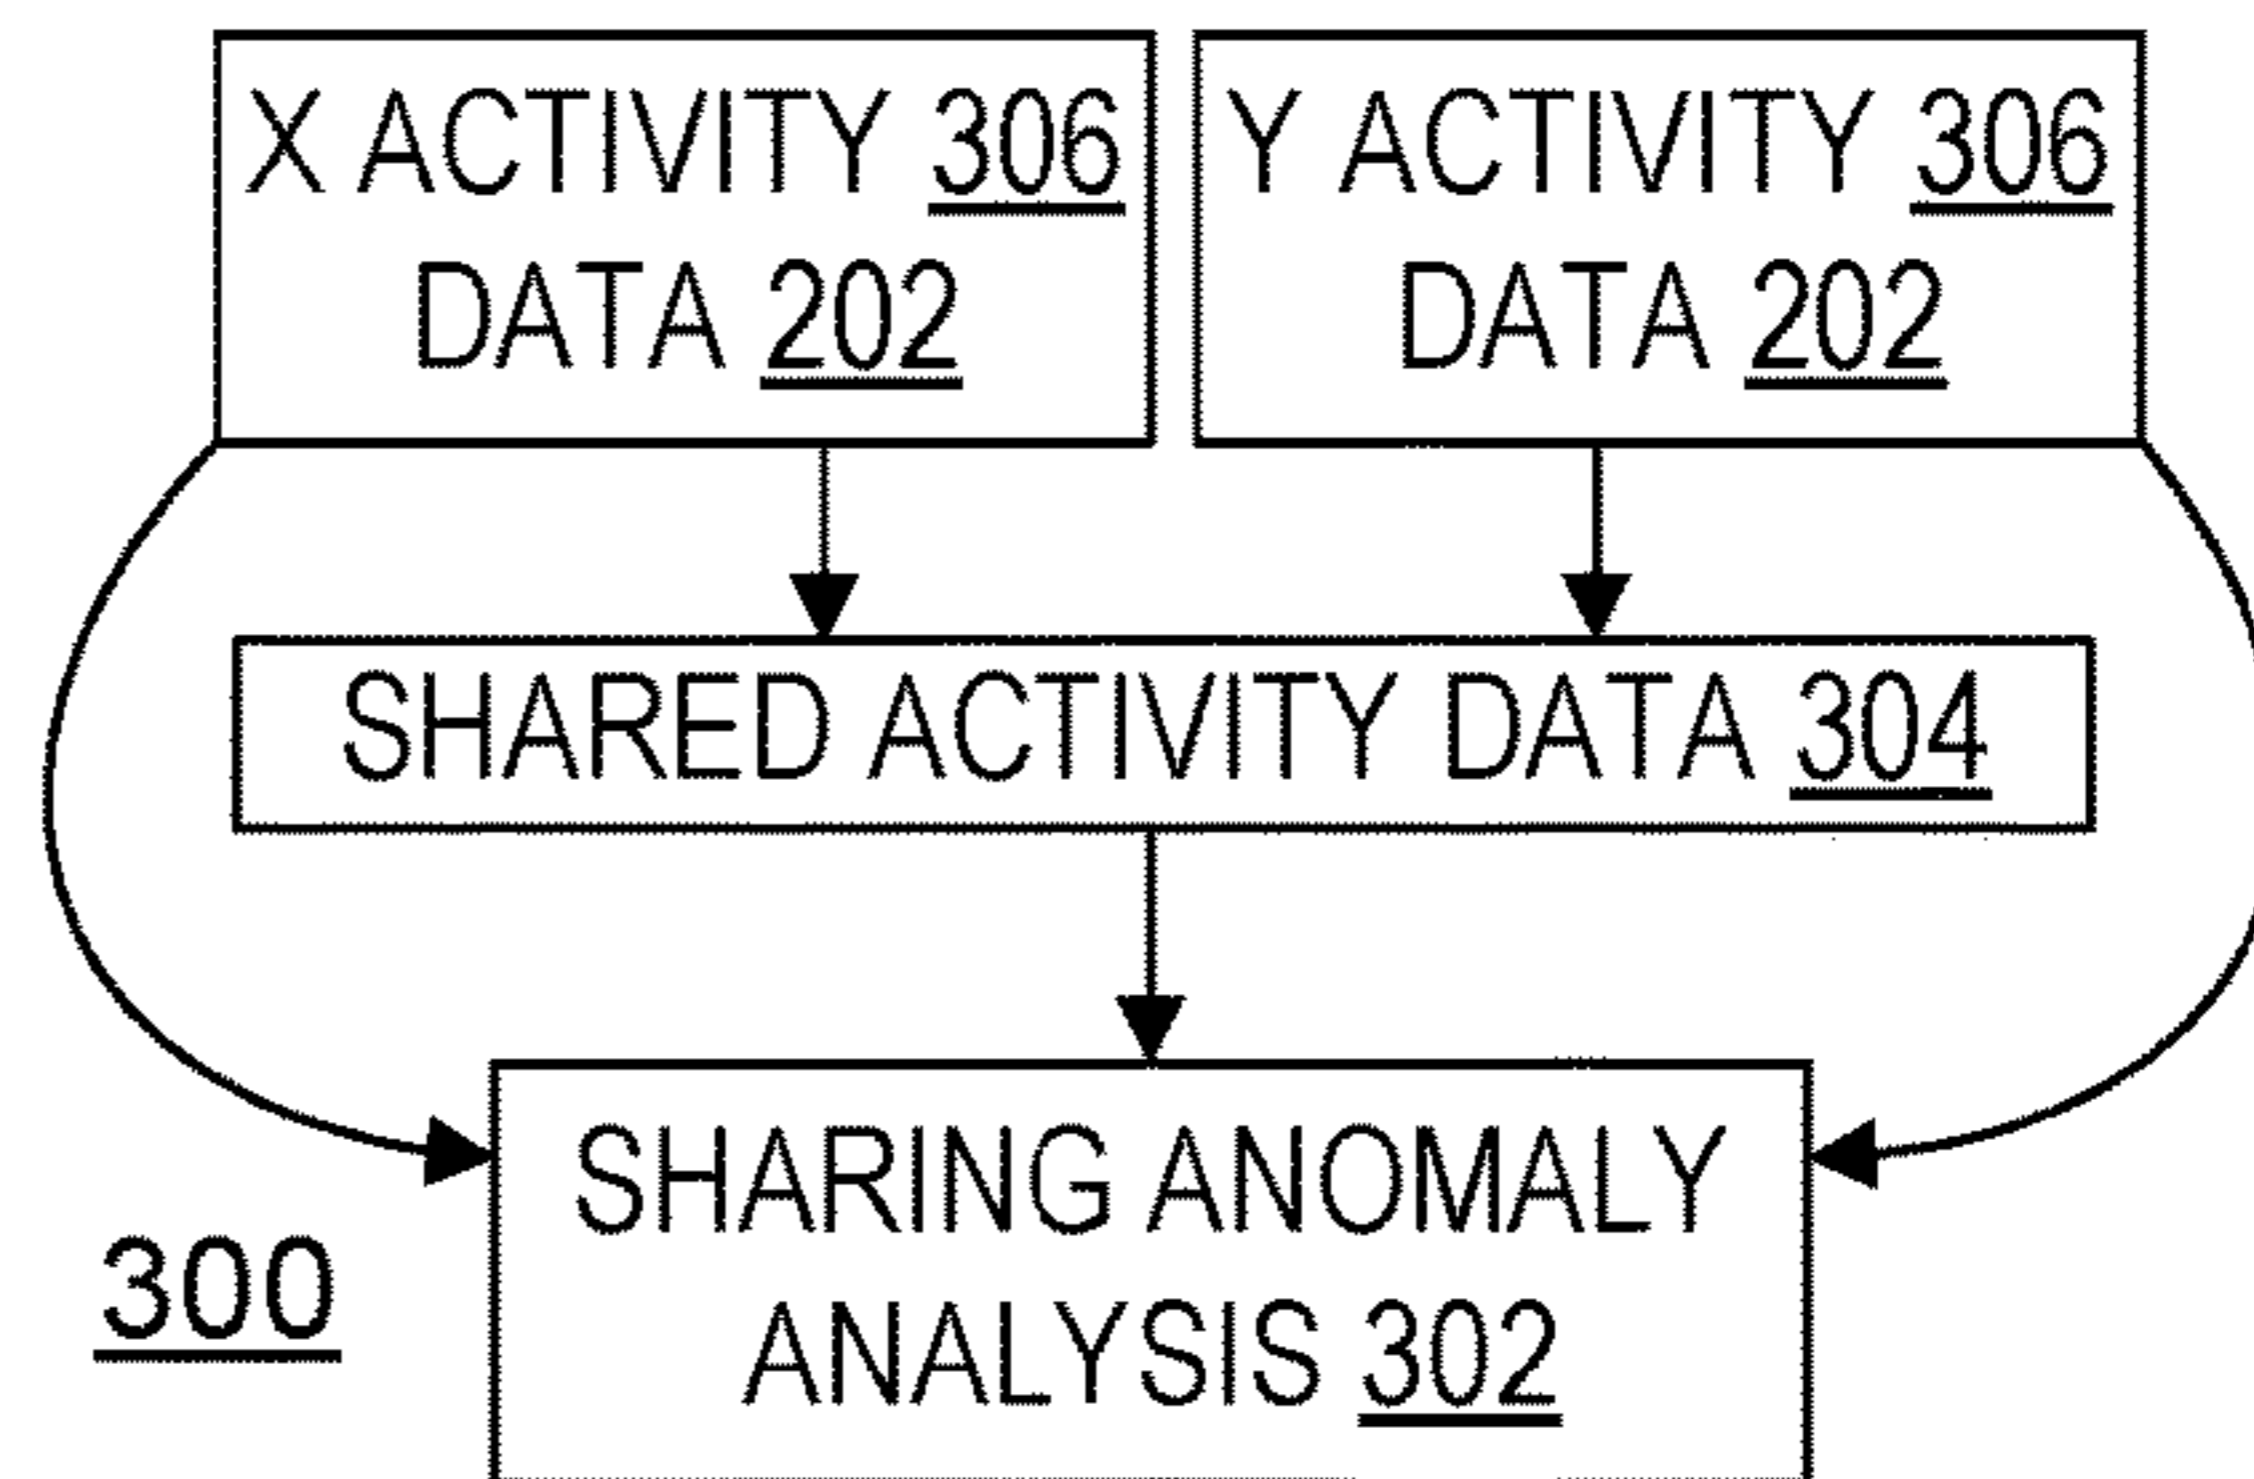 X ACTIVITY 306
DATA 202
Y ACTIVITY 306
DATA 202
SHARED ACTIVITY DATA 304
SHARING ANOMALY
ANALYSIS 302
300